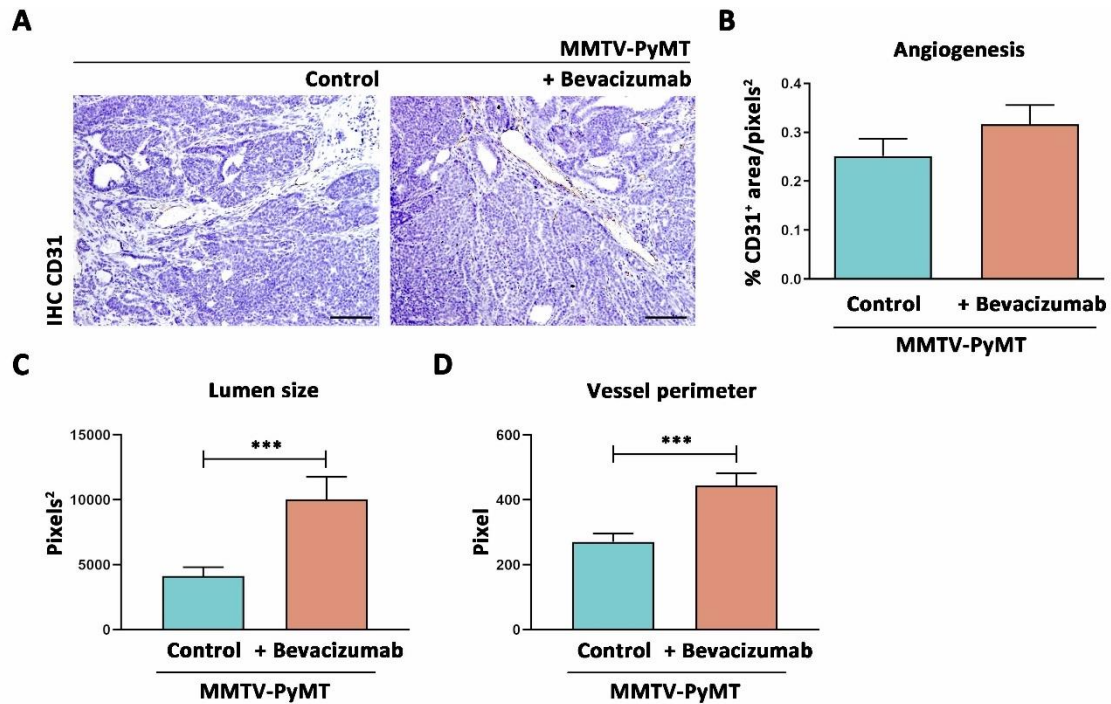 A
MMTV-PyMT
Control
+ Bevacizumab
IHC CD31
B
Angiogenesis
% CD31⁺ area/pixels²
0.4
0.3
0.2
0.1
0.0
Control
+ Bevacizumab
MMTV-PyMT
C
Lumen size
Pixels²
15000
10000
5000
0
***
Control
+ Bevacizumab
MMTV-PyMT
D
Vessel perimeter
Pixel
600
400
200
0
***
Control
+ Bevacizumab
MMTV-PyMT